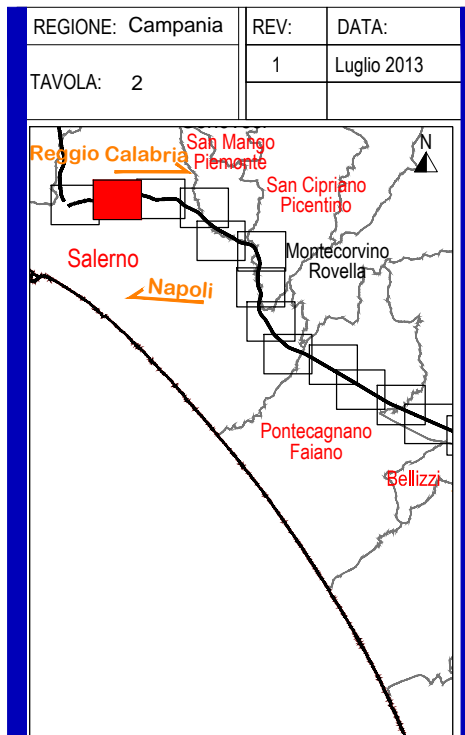 REGIONE: Campania
REV:
DATA:
1
Luglio 2013
TAVOLA: 2
N
San Mango
Piemonte
Reggio Calabria
San Cipriano
Picentino
Montecorvino
Rovella
Salerno
Napoli
Pontecagnano
Faiano
Bellizzi